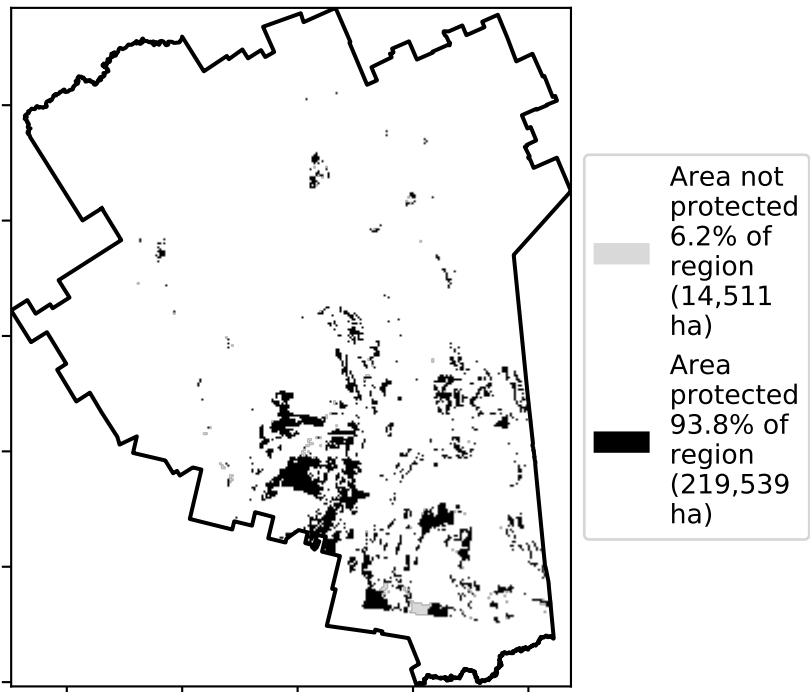 Area not
protected
6.2% of
region
(14,511
ha)
Area
protected
93.8% of
region
(219,539
ha)